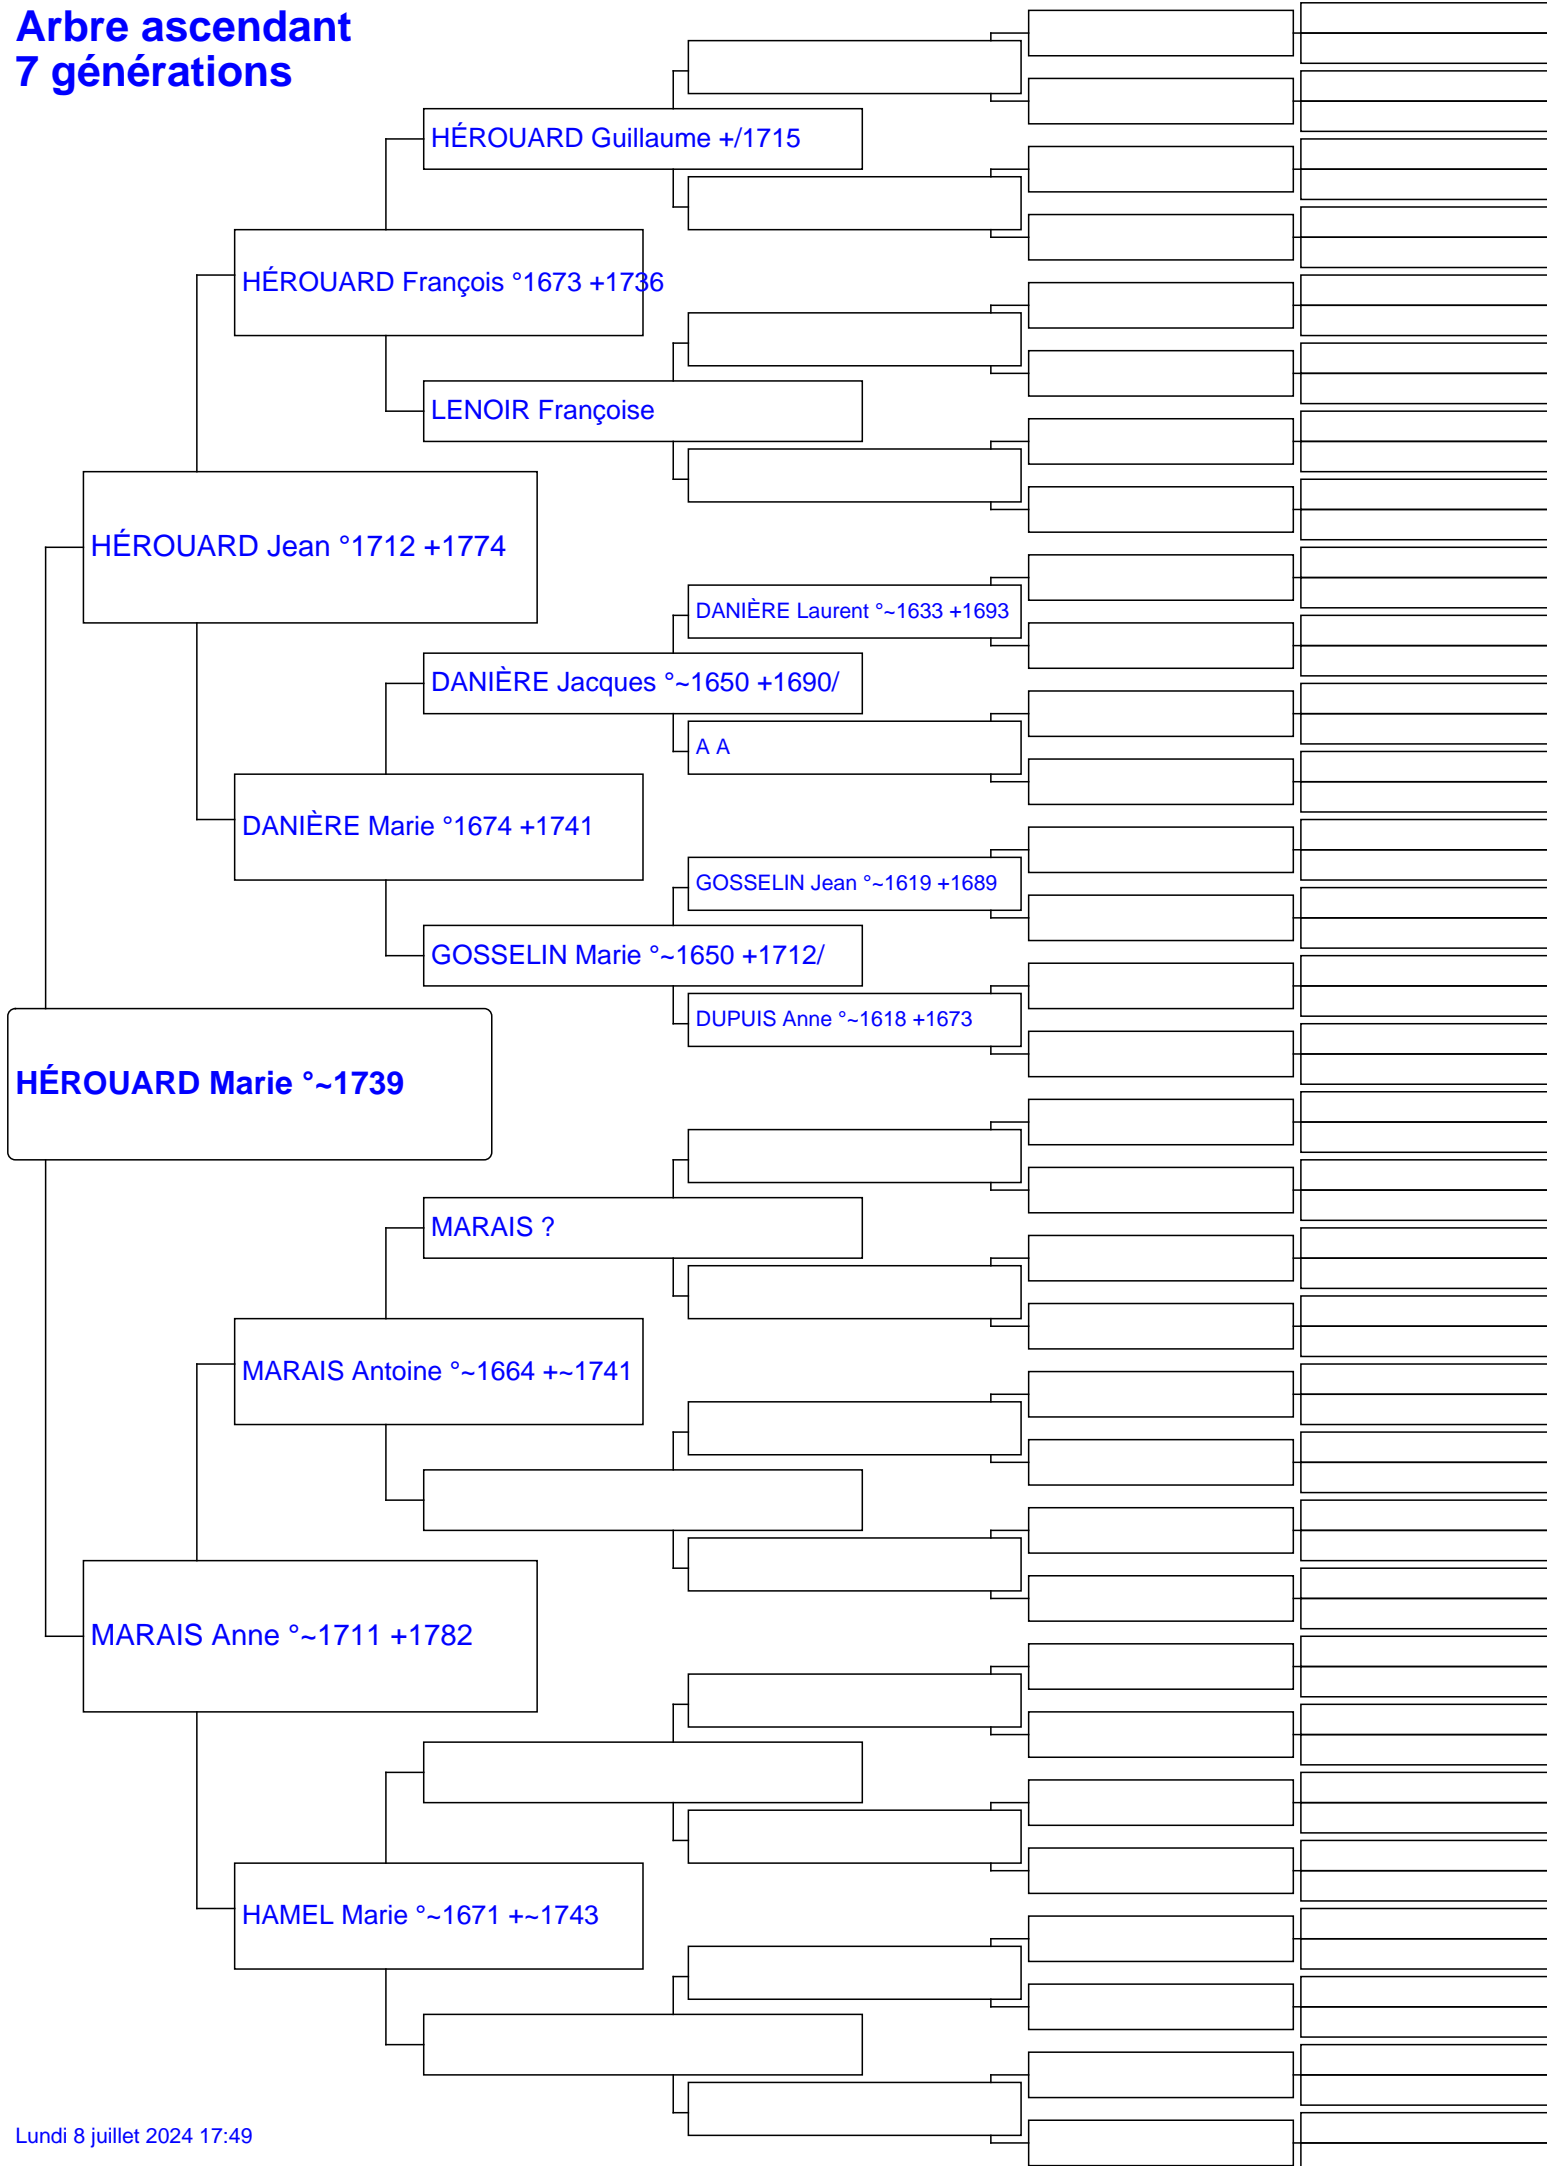 Arbre ascendant
7 générations
HÉROUARD Guillaume +/1715
HÉROUARD François °1673 +1736
LENOIR Françoise
HÉROUARD Jean °1712 +1774
DANIÈRE Laurent °~1633 +1693
DANIÈRE Jacques °~1650 +1690/
A A
DANIÈRE Marie °1674 +1741
GOSSELIN Jean °~1619 +1689
GOSSELIN Marie °~1650 +1712/
DUPUIS Anne °~1618 +1673
HÉROUARD Marie °~1739
MARAIS ?
MARAIS Antoine °~1664 +~1741
MARAIS Anne °~1711 +1782
HAMEL Marie °~1671 +~1743
Lundi 8 juillet 2024 17:49